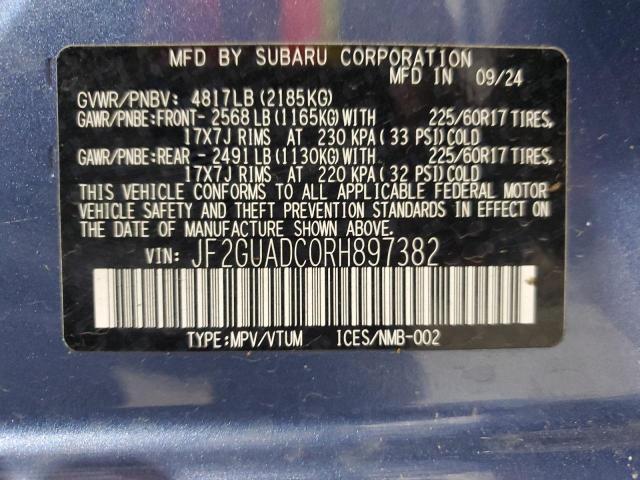 MFD BY SUBARU CORPORATION
MFD IN 09/24
GVWR/PNBV: 4817LB (2185KG)
GAWR/PNBE:FRONT- 2568 LB (1165KG)WITH 225/60R17 TIRES,
17X7J RIMS AT 230 KPA ( 33 PSI)COLD
GAWR/PNBE:REAR - 2491 LB (1130KG)WITH 225/60R17 TIRES,
17X7J RIMS AT 220 KPA ( 32 PSI)COLD
THIS VEHICLE CONFORMS TO ALL APPLICABLE FEDERAL MOTOR
VEHICLE SAFETY AND THEFT PREVENTION STANDARDS IN EFFECT ON
THE DATE OF MANUFACTURE SHOWN ABOVE.
VIN: JF2GUADC0RH897382
TYPE:MPV/VTUM ICES/NMB-002